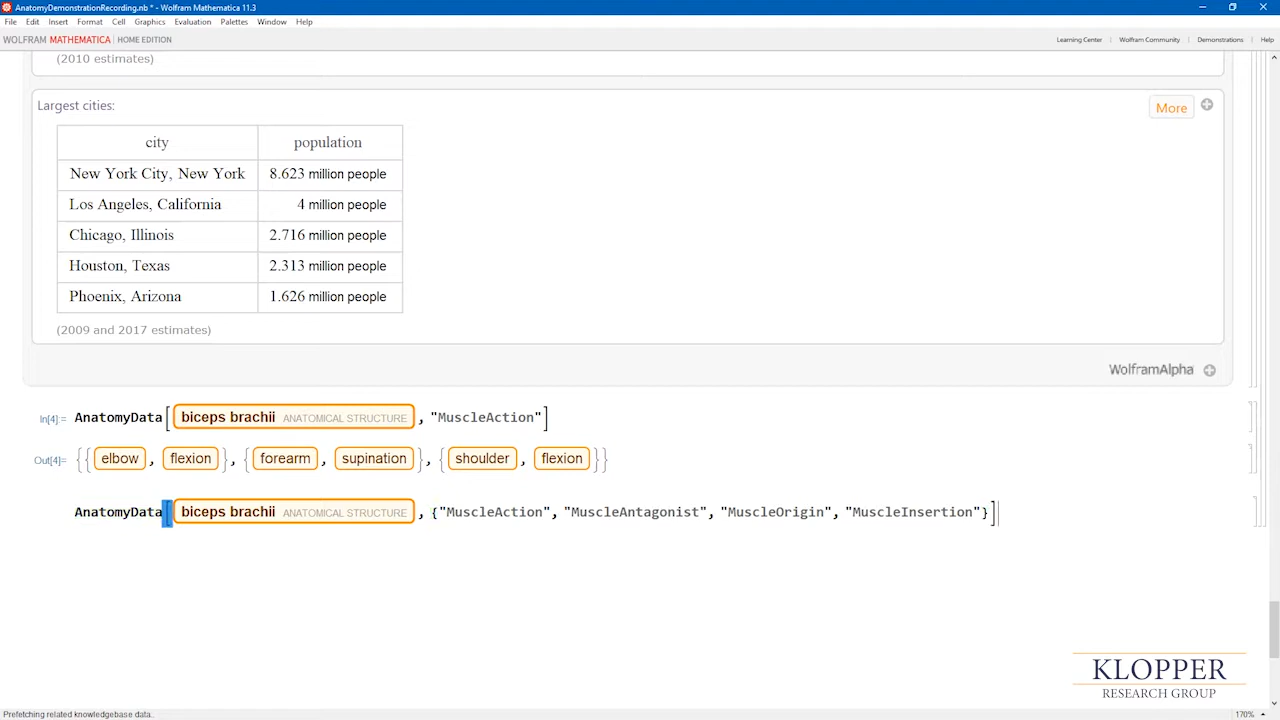 AnatomyDemonstrationRecording.nb * - Wolfram Mathematica 11.3
File Edit Insert Format Cell Graphics Evaluation Palettes Window Help
WOLFRAM MATHEMATICA | HOME EDITION
Learning Center | Wolfram Community | Demonstrations | Help
(2010 estimates)
Largest cities:
More
city population
New York City, New York 8.623 million people
Los Angeles, California 4 million people
Chicago, Illinois 2.716 million people
Houston, Texas 2.313 million people
Phoenix, Arizona 1.626 million people
(2009 and 2017 estimates)
WolframAlpha
In[4]:= AnatomyData[biceps brachii ANATOMICAL STRUCTURE, "MuscleAction"]
Out[4]= {{elbow, flexion}, {forearm, supination}, {shoulder, flexion}}
AnatomyData[biceps brachii ANATOMICAL STRUCTURE, {"MuscleAction", "MuscleAntagonist", "MuscleOrigin", "MuscleInsertion"}]
KLOPPER
RESEARCH GROUP
Prefetching related knowledgebase data.
170%